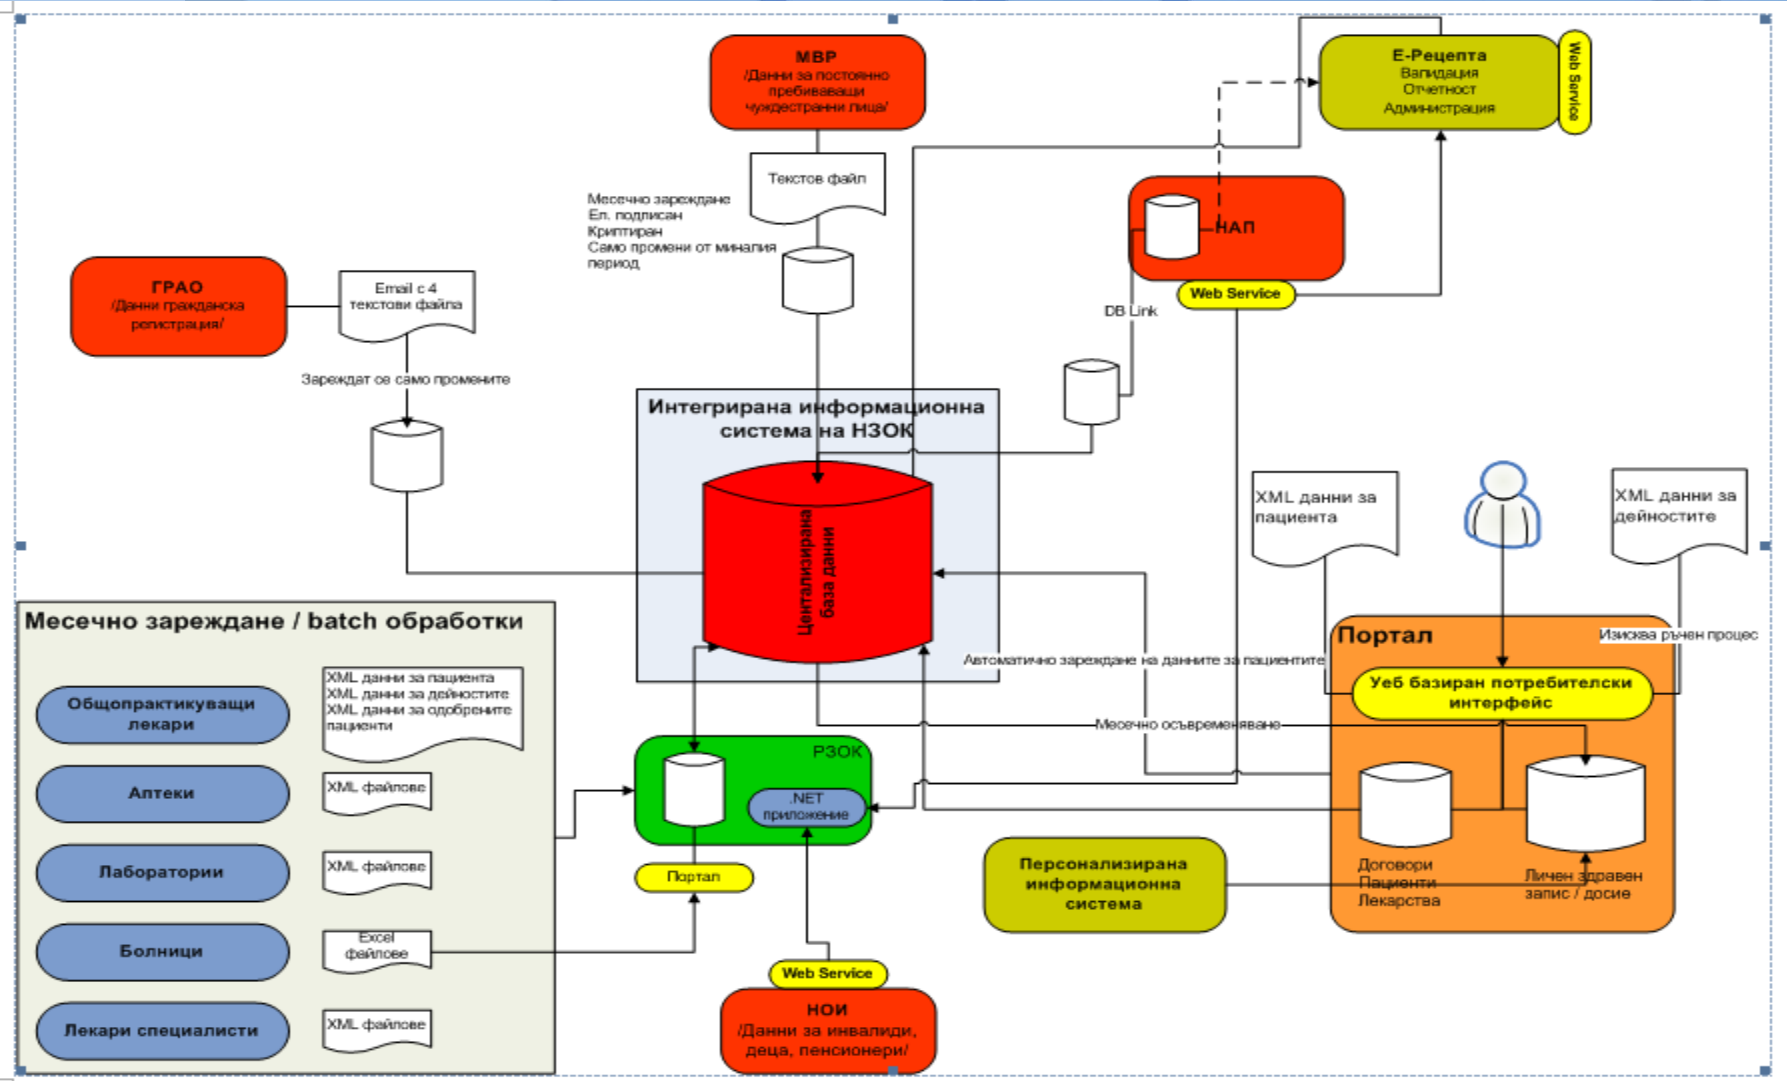 МВР
/Данни за постоянно
пребиваващи
чуждестранни лица/
Е-Рецепта
Валидация
Отчетност
Администрация
Web Service
Текстов файл
Месечно зареждане
Ел. подписан
Криптиран
Само промени от миналия
период
НАП
Web Service
DB Link
ГРАО
/Данни гражданска
регистрация/
Email с 4
текстови файла
Зареждат се само промените
Интегрирана информационна
система на НЗОК
Централизирана
база данни
XML данни за
пациента
XML данни за
дейностите
Месечно зареждане / batch обработки
Общопрактикуващи
лекари
XML данни за пациента
XML данни за дейностите
XML данни за одобрените
пациенти
Аптеки
XML файлове
Лаборатории
XML файлове
Болници
Excel
файлове
Лекари специалисти
XML файлове
Портал
Изисква ръчен процес
Автоматично зареждане на данните за пациентите
Уеб базиран потребителски
интерфейс
Месечно осъвременяване
РЗОК
.NET
приложение
Портал
Персонализирана
информационна
система
Договори
Пациенти
Лекарства
Личен здравен
запис / досие
Web Service
НОИ
/Данни за инвалиди,
деца, пенсионери/